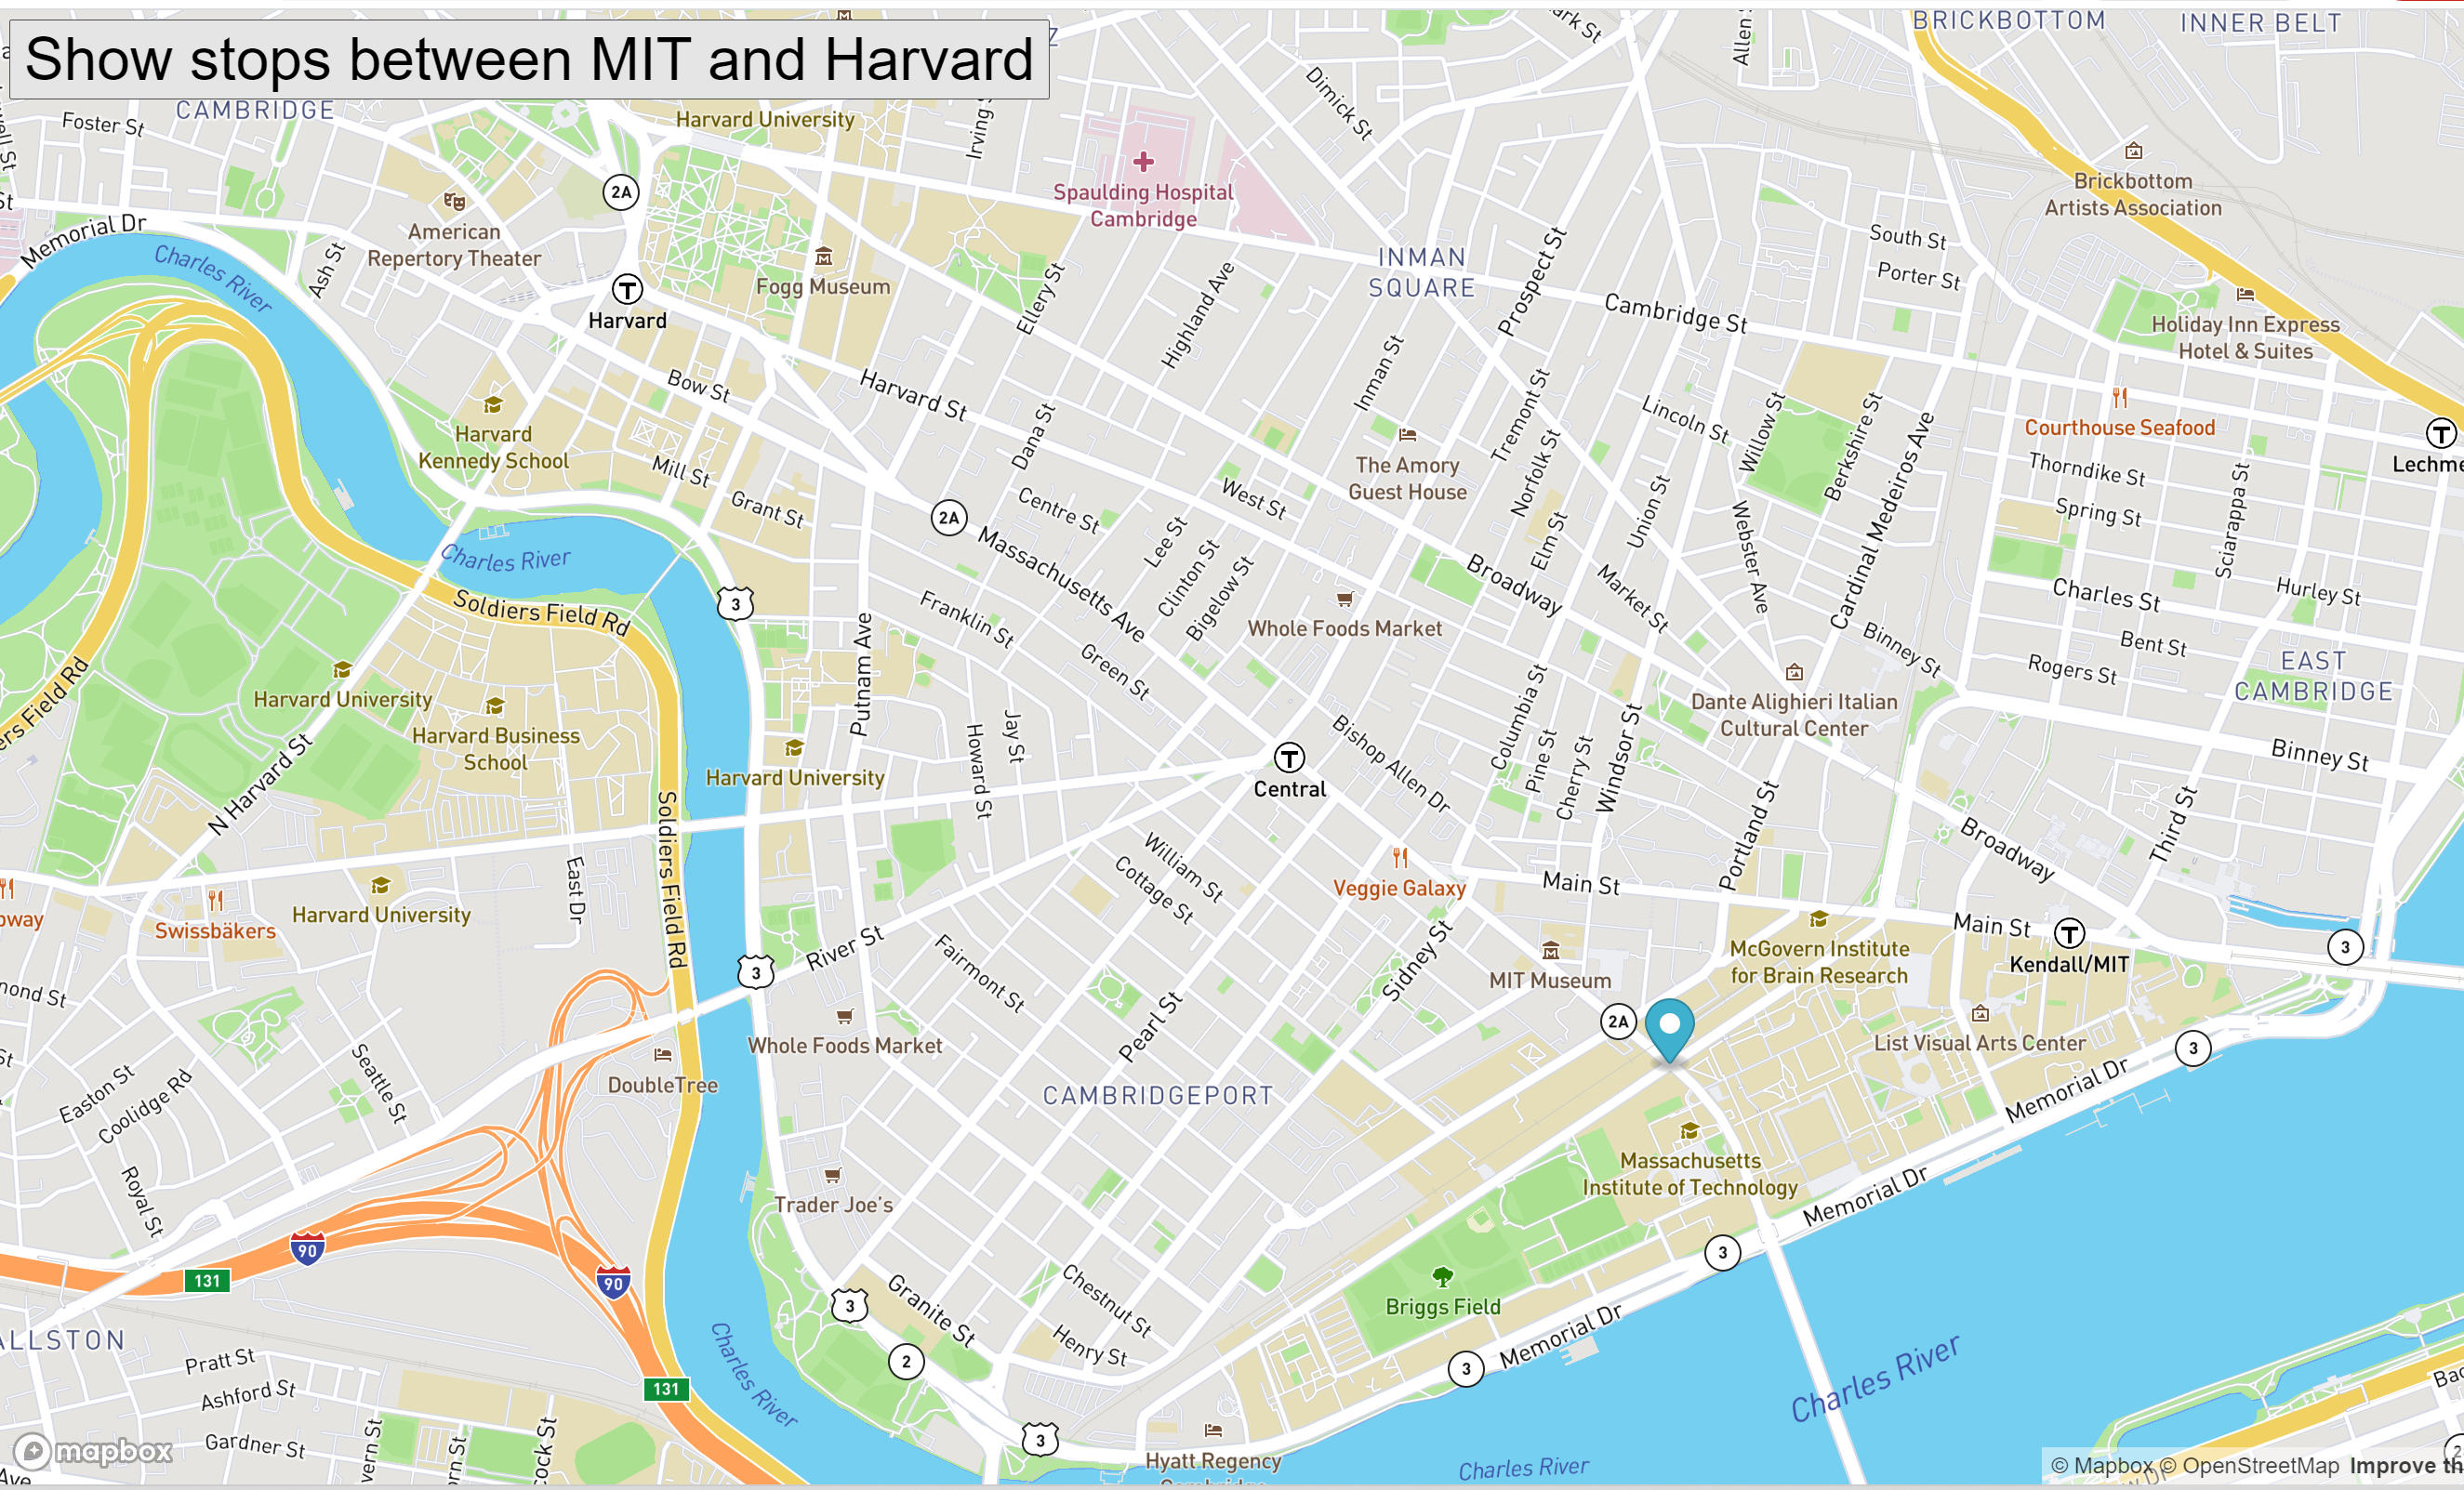 Show stops between MIT and Harvard
BRICKBOTTOM
INNER BELT
Allen
CAMBRIDGE
Foster St
Harvard University
Dimick St
2A
Spaulding Hospital
Cambridge
Brickbottom
Artists Association
Memorial Dr
Charles River
American
Repertory Theater
Ash St
Fogg Museum
Ellery St
Highland Ave
INMAN
SQUARE
Prospect St
South St
Porter St
Harvard
Cambridge St
Holiday Inn Express
Hotel & Suites
Bow St
Harvard St
Inman St
Tremont St
Lincoln St
Willow St
Berkshire St
Cardinal Medeiros Ave
Courthouse Seafood
Harvard
Kennedy School
Dana St
The Amory
Guest House
Norfolk St
Thorndike St
Mill St
Grant St
2A
Centre St
West St
Union St
Webster Ave
Spring St
Sciarappa St
Charles River
Massachusetts Ave
Lee St
Clinton St
Bigelow St
Elm St
Broadway
Market St
Charles St
Hurley St
Soldiers Field Rd
3
Franklin St
Whole Foods Market
Binney St
Bent St
Putnam Ave
Green St
Rogers St
EAST
CAMBRIDGE
Harvard University
Harvard Business
School
Dante Alighieri Italian
Cultural Center
N Harvard St
Harvard University
Howard St
Jay St
Central
Bishop Allen Dr
Columbia St
Pine St
Cherry St
Windsor St
Binney St
Soldiers Field Rd
East Dr
William St
Cottage St
Veggie Galaxy
Main St
Portland St
Broadway
Third St
Harvard University
Swissbäkers
River St
Fairmont St
Sidney St
MIT Museum
McGovern Institute
for Brain Research
Main St
Kendall/MIT
3
3
Whole Foods Market
Pearl St
2A
List Visual Arts Center
3
Seattle St
Easton St
Coolidge Rd
DoubleTree
CAMBRIDGEPORT
Memorial Dr
Royal St
Trader Joe's
Massachusetts
Institute of Technology
Memorial Dr
90
131
90
3
Granite St
Chestnut St
Briggs Field
3
ALLSTON
Pratt St
Ashford St
131
Charles River
2
Henry St
3
Memorial Dr
Charles River
Gardner St
mapbox
3
Hyatt Regency
Charles River
© Mapbox © OpenStreetMap Improve th